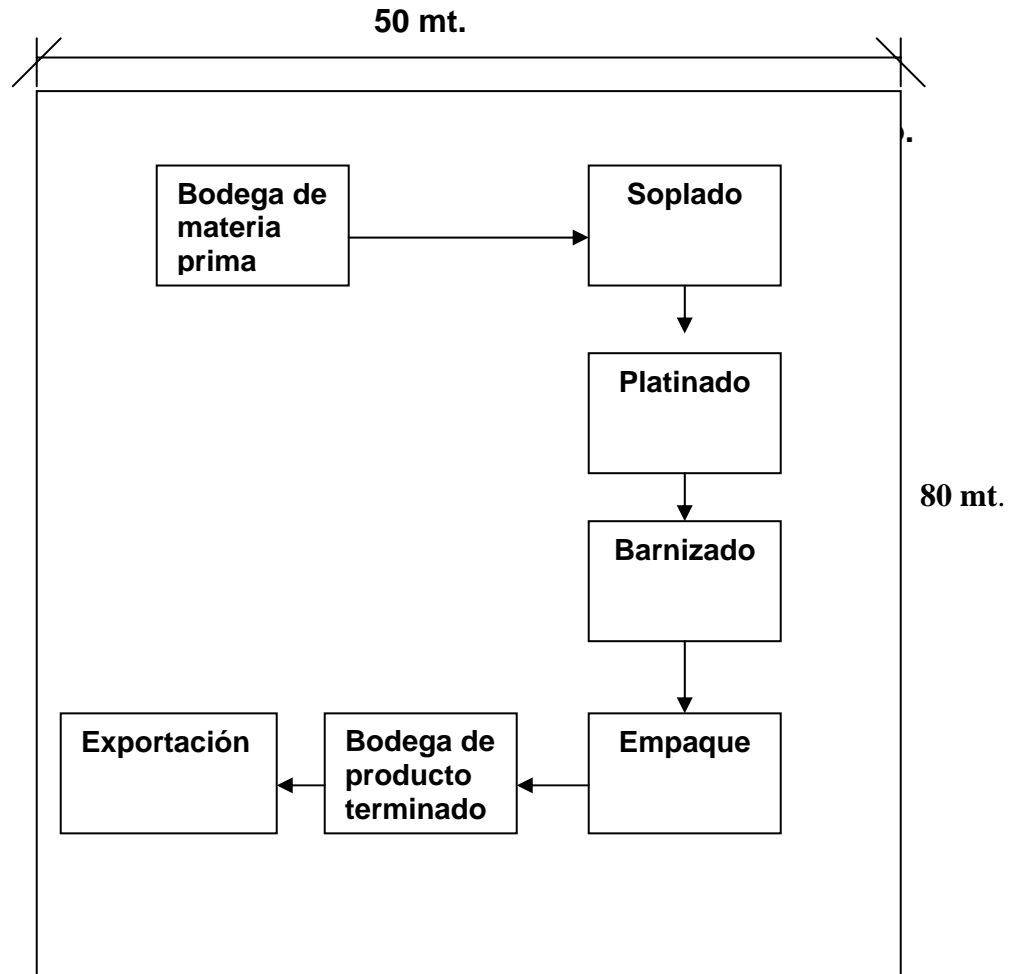 50 mt.
Bodega de
materia
prima
Soplado
Platinado
80 mt.
Barnizado
Exportación
Bodega de
producto
terminado
Empaque